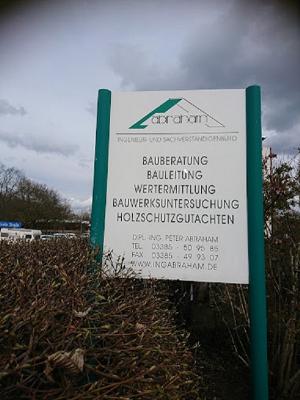 abraham
INGENIEUR- UND SACHVERSTÄNDIGENBÜRO
BAUBERATUNG
BAULEITUNG
WERTERMITTLUNG
BAUWERKSUNTERSUCHUNG
HOLZSCHUTZGUTACHTEN
DIPL. ING. PETER ABRAHAM
TEL 03385 - 50 95 85
FAX 03385 - 49 93 07
WWW.INGABRAHAM.DE